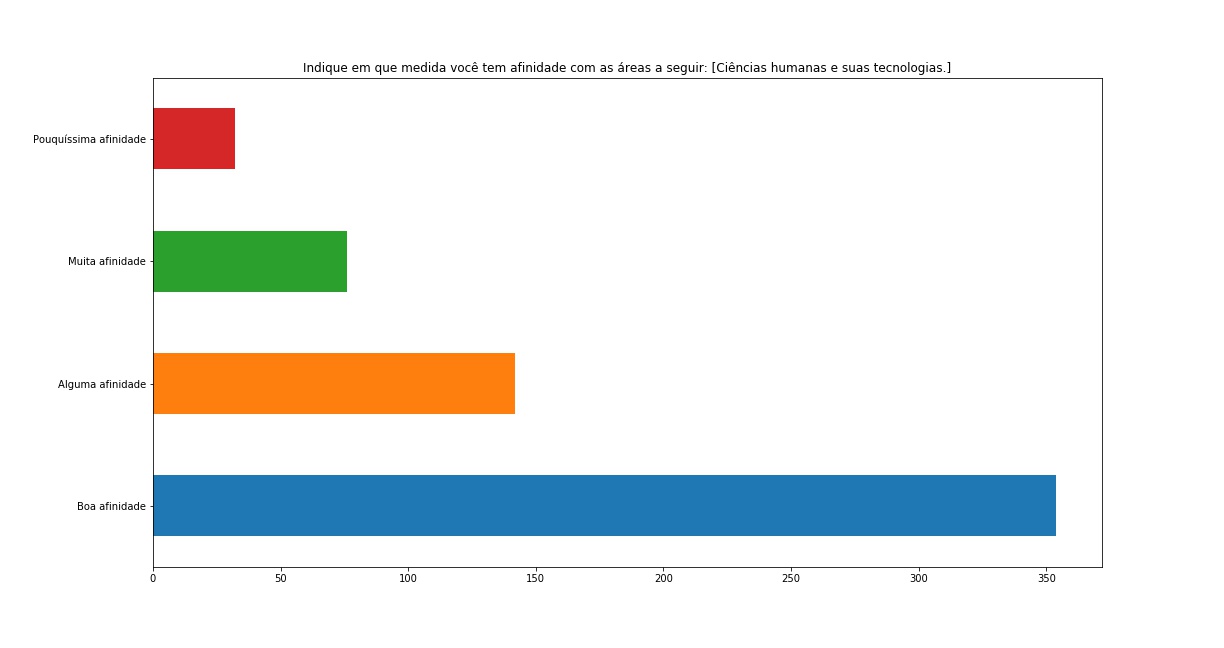 Indique em que medida você tem afinidade com as áreas a seguir: [Ciências humanas e suas tecnologias.]
Pouquíssima afinidade
Muita afinidade
Alguma afinidade
Boa afinidade
0 50 100 150 200 250 300 350